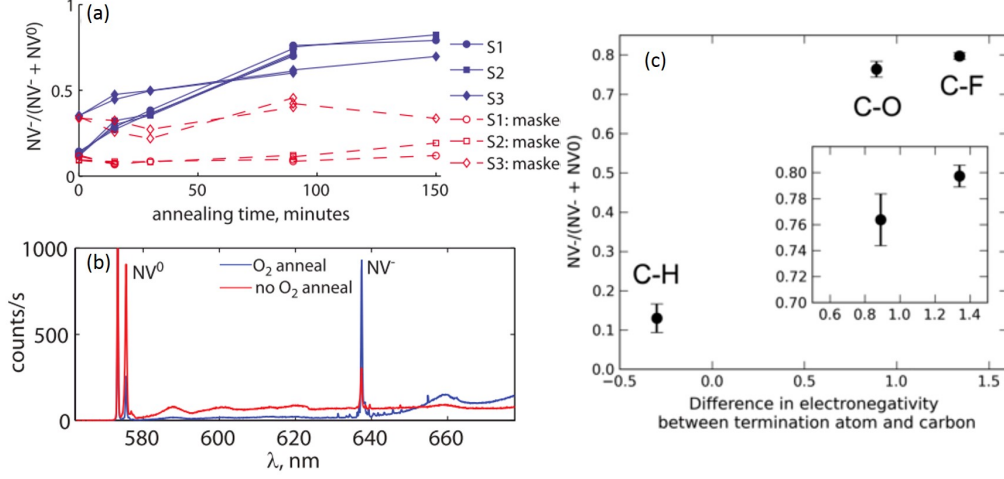 (a)
NV⁻/(NV⁻ + NV⁰)
1
0.5
0
0 50 100 150
annealing time, minutes
S1
S2
S3
S1: maske
S2: maske
S3: maske
(b)
counts/s
1000
500
0
NV⁰
O₂ anneal
no O₂ anneal
NV⁻
580 600 620 640 660
λ, nm
(c)
NV-/(NV- + NV0)
0.8
0.7
0.6
0.5
0.4
0.3
0.2
0.1
0.0
C-H
C-O
C-F
0.80
0.78
0.76
0.74
0.72
0.70
0.6 0.8 1.0 1.2 1.4
−0.5 0.0 0.5 1.0 1.5
Difference in electronegativity
between termination atom and carbon